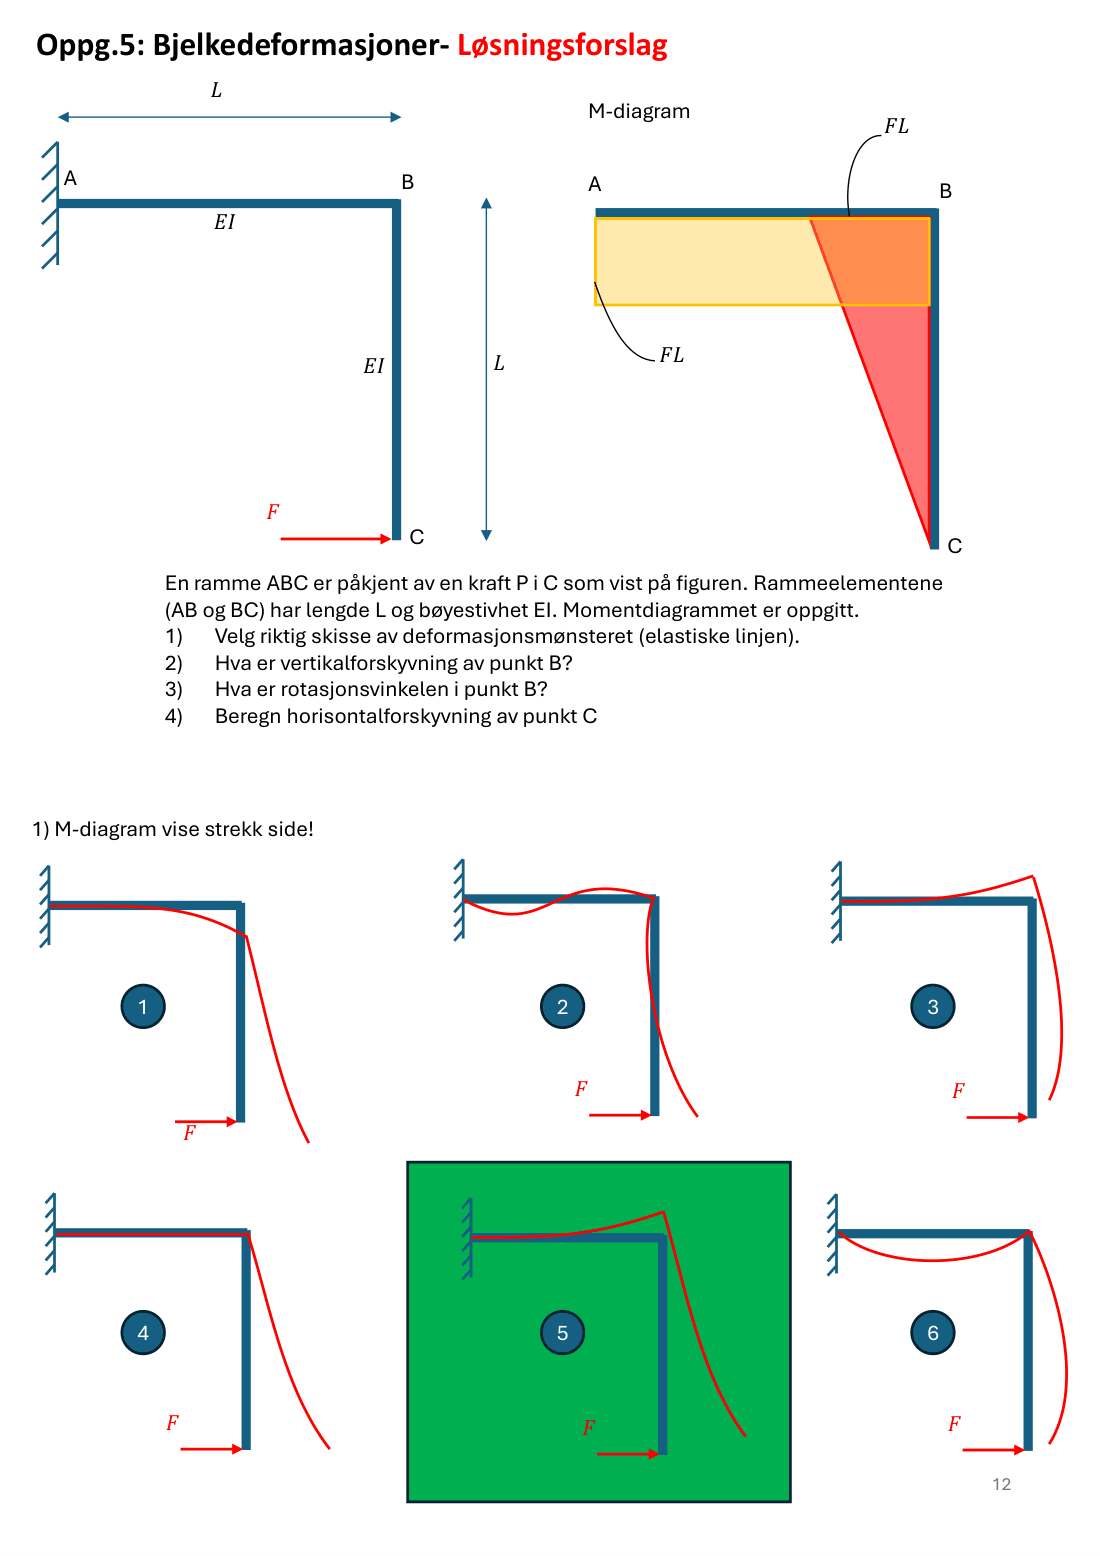 Oppg.5: Bjelkedeformasjoner- Løsningsforslag
L
M-diagram
FL
A
B
A
B
EI
EI
L
FL
F
C
C
En ramme ABC er påkjent av en kraft P i C som vist på figuren. Rammeelementene
(AB og BC) har lengde L og bøyestivhet EI. Momentdiagrammet er oppgitt.
1) Velg riktig skisse av deformasjonsmønsteret (elastiske linjen).
2) Hva er vertikalforskyvning av punkt B?
3) Hva er rotasjonsvinkelen i punkt B?
4) Beregn horisontalforskyvning av punkt C
1) M-diagram vise strekk side!
1
2
3
F
F
F
4
5
6
F
F
F
12